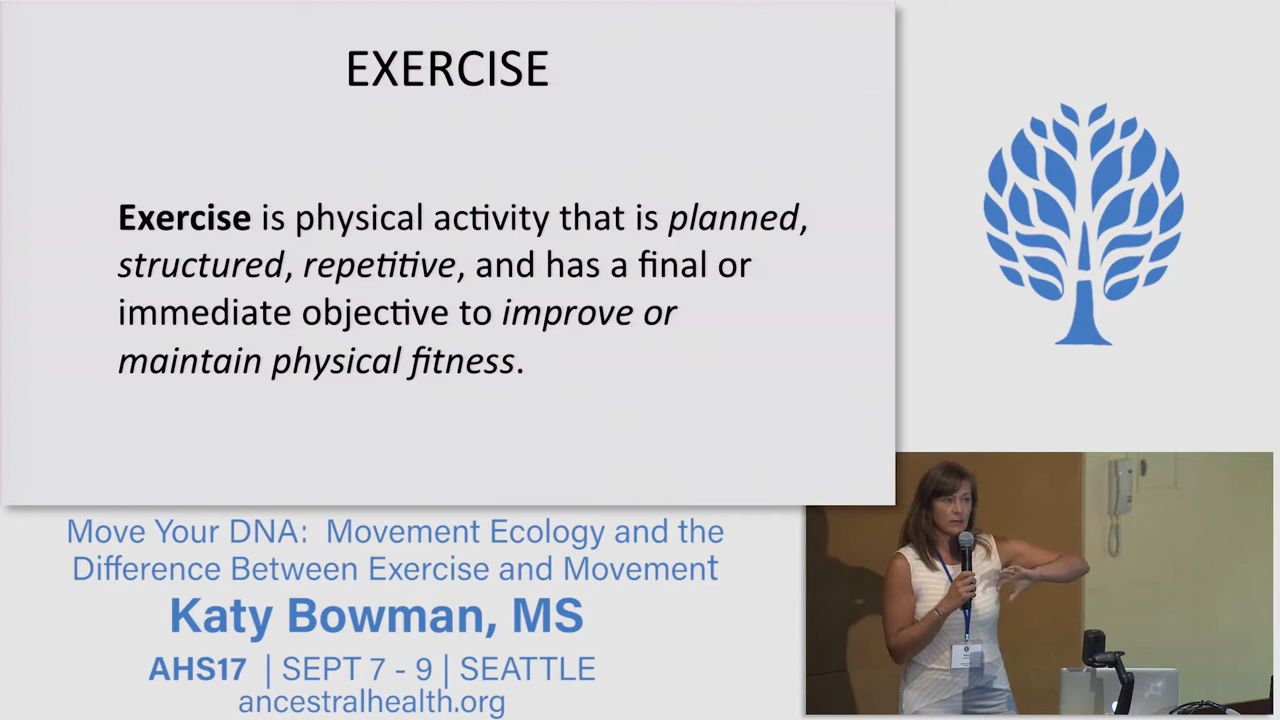 EXERCISE
Exercise is physical activity that is planned,
structured, repetitive, and has a final or
immediate objective to improve or
maintain physical fitness.
Move Your DNA: Movement Ecology and the
Difference Between Exercise and Movement
Katy Bowman, MS
AHS17 | SEPT 7 - 9 | SEATTLE
ancestralhealth.org